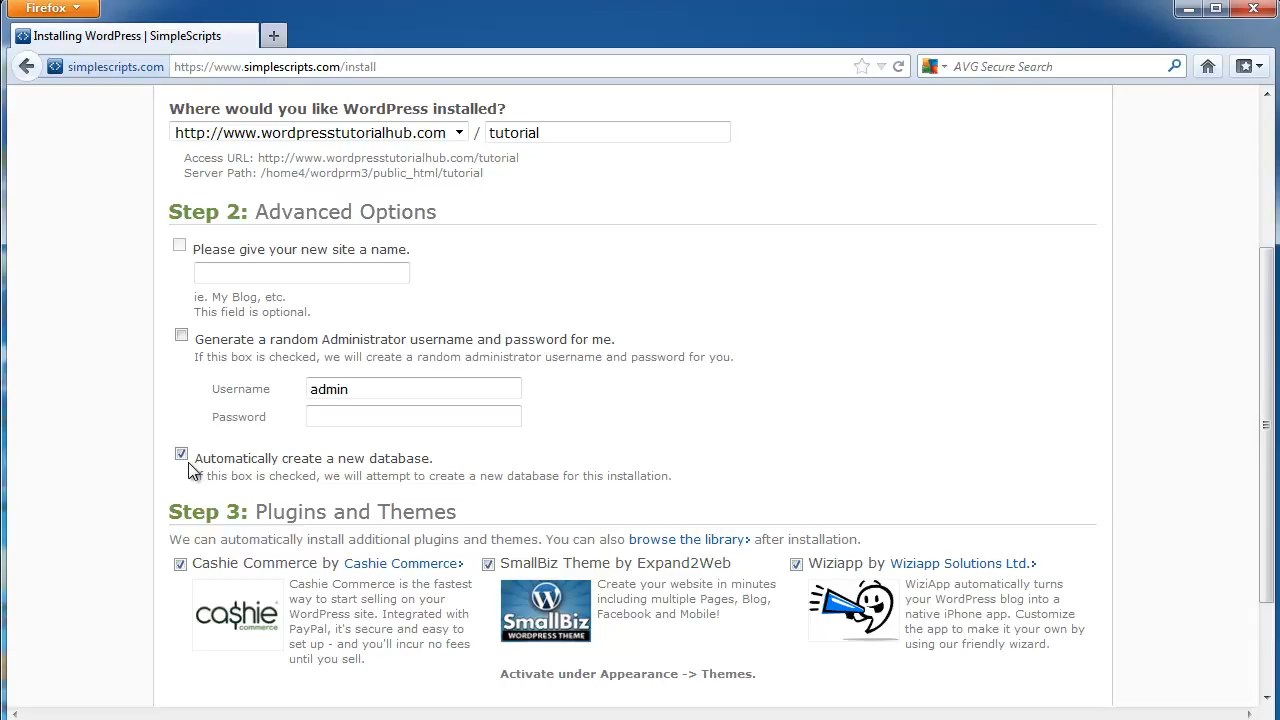 Firefox
Installing WordPress | SimpleScripts
simplescripts.com
https://www.simplescripts.com/install
AVG Secure Search
Where would you like WordPress installed?
http://www.wordpresstutorialhub.com / tutorial
Access URL: http://www.wordpresstutorialhub.com/tutorial
Server Path: /home4/wordprm3/public_html/tutorial
Step 2: Advanced Options
Please give your new site a name.
ie. My Blog, etc.
This field is optional.
Generate a random Administrator username and password for me.
If this box is checked, we will create a random administrator username and password for you.
Username admin
Password
Automatically create a new database.
If this box is checked, we will attempt to create a new database for this installation.
Step 3: Plugins and Themes
We can automatically install additional plugins and themes. You can also browse the library› after installation.
Cashie Commerce by Cashie Commerce›
cashie
commerce
Cashie Commerce is the fastest
way to start selling on your
WordPress site. Integrated with
PayPal, it's secure and easy to
set up - and you'll incur no fees
until you sell.
SmallBiz Theme by Expand2Web
SmallBiz
WORDPRESS THEME
Create your website in minutes
including multiple Pages, Blog,
Facebook and Mobile!
Activate under Appearance -> Themes.
Wiziapp by Wiziapp Solutions Ltd.›
WiziApp automatically turns
your WordPress blog into a
native iPhone app. Customize
the app to make it your own by
using our friendly wizard.